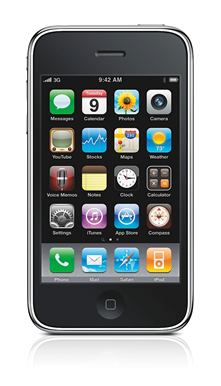 3G 9:42 AM
Tuesday
9
Messages Calendar Photos Camera
73°
YouTube Stocks Maps Weather
Voice Memos Notes Clock Calculator
Settings iTunes App Store Compass
Phone Mail Safari iPod